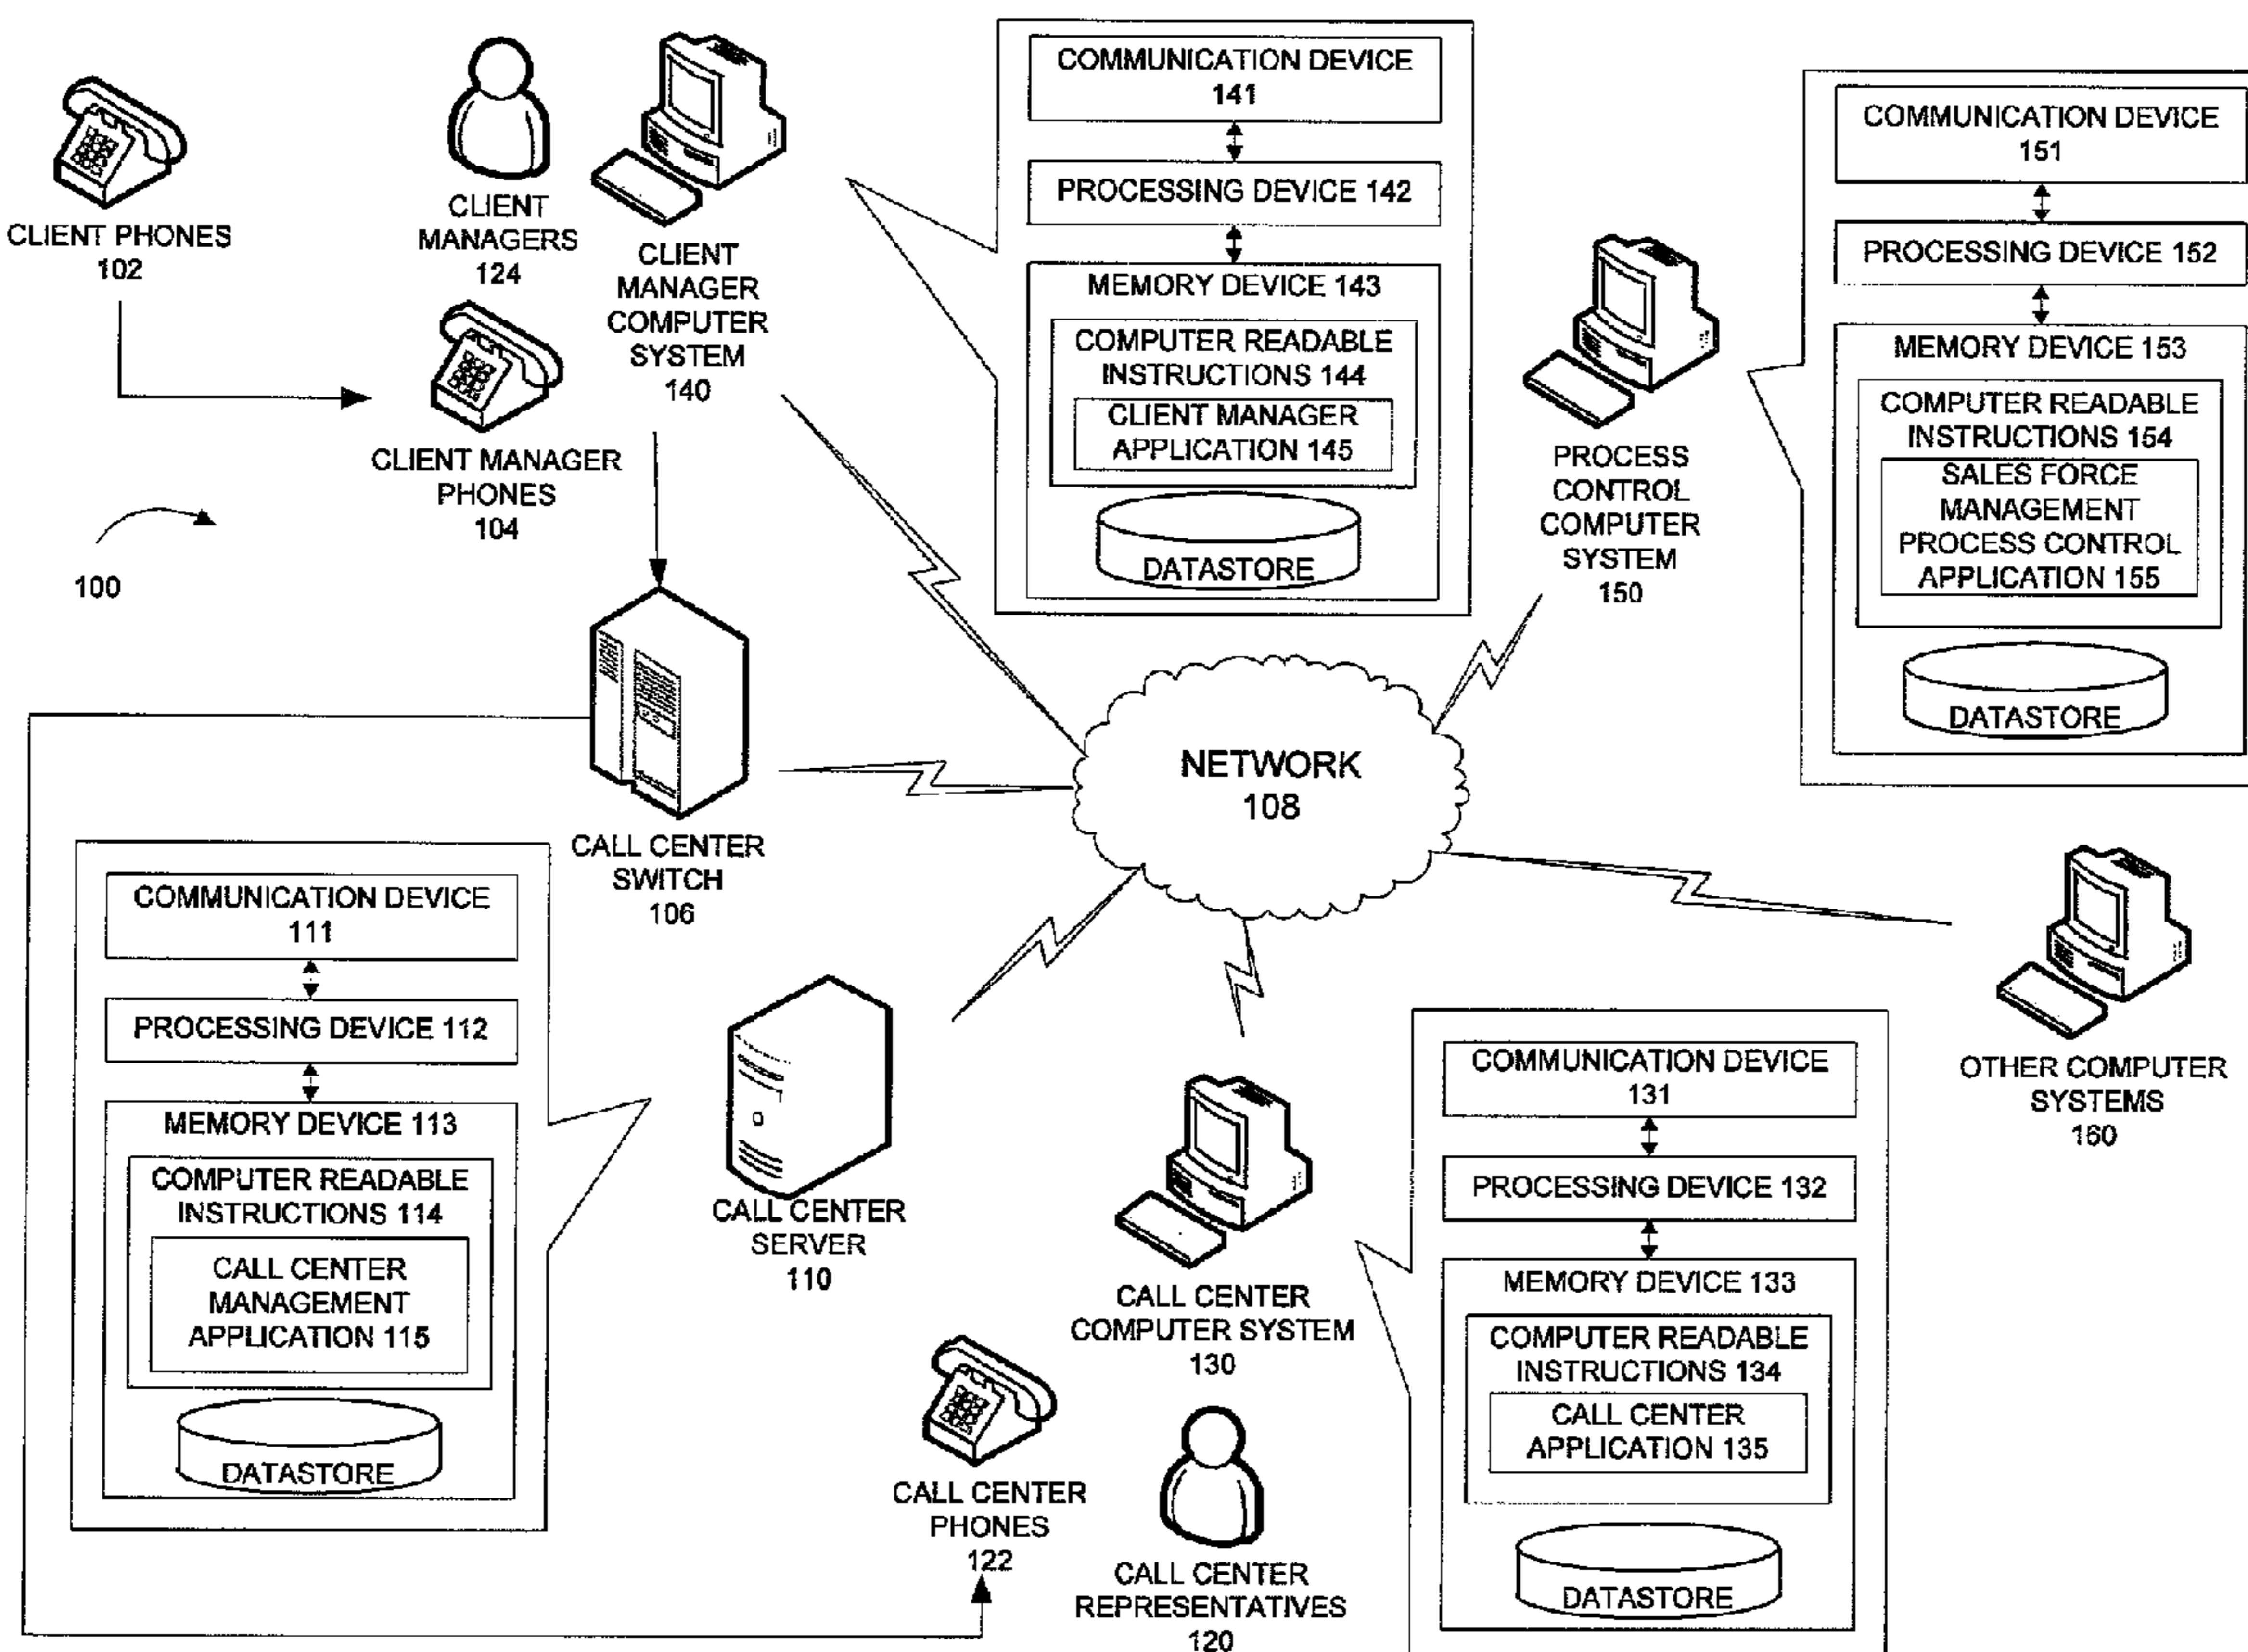 CLIENT PHONES
102
CLIENT
MANAGERS
124
CLIENT
MANAGER
COMPUTER
SYSTEM
140
CLIENT MANAGER
PHONES
104
100
COMMUNICATION DEVICE
141
PROCESSING DEVICE 142
MEMORY DEVICE 143
COMPUTER READABLE
INSTRUCTIONS 144
CLIENT MANAGER
APPLICATION 145
DATASTORE
PROCESS
CONTROL
COMPUTER
SYSTEM
150
COMMUNICATION DEVICE
151
PROCESSING DEVICE 152
MEMORY DEVICE 153
COMPUTER READABLE
INSTRUCTIONS 154
SALES FORCE
MANAGEMENT
PROCESS CONTROL
APPLICATION 155
DATASTORE
NETWORK
108
CALL CENTER
SWITCH
106
COMMUNICATION DEVICE
111
PROCESSING DEVICE 112
MEMORY DEVICE 113
COMPUTER READABLE
INSTRUCTIONS 114
CALL CENTER
MANAGEMENT
APPLICATION 115
DATASTORE
CALL CENTER
SERVER
110
CALL CENTER
COMPUTER SYSTEM
130
CALL CENTER
PHONES
122
CALL CENTER
REPRESENTATIVES
120
COMMUNICATION DEVICE
131
PROCESSING DEVICE 132
MEMORY DEVICE 133
COMPUTER READABLE
INSTRUCTIONS 134
CALL CENTER
APPLICATION 135
DATASTORE
OTHER COMPUTER
SYSTEMS
160